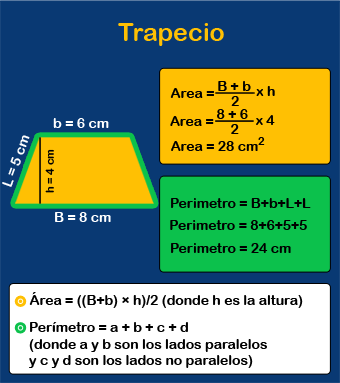 Trapecio
b = 6 cm
L = 5 cm
h = 4 cm
B = 8 cm
Area = B + b / 2 x h
Area = 8 + 6 / 2 x 4
Area = 28 cm²
Perimetro = B+b+L+L
Perimetro = 8+6+5+5
Perimetro = 24 cm
Área = ((B+b) × h)/2 (donde h es la altura)
Perímetro = a + b + c + d
(donde a y b son los lados paralelos
y c y d son los lados no paralelos)